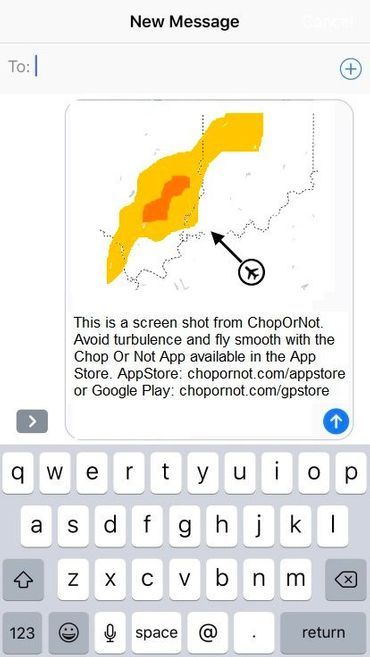 New Message
Cancel
To:
This is a screen shot from ChopOrNot.
Avoid turbulence and fly smooth with the
Chop Or Not App available in the App
Store. AppStore: chopornot.com/appstore
or Google Play: chopornot.com/gpstore
q w e r t y u i o p
a s d f g h j k l
z x c v b n m
123 space @ . return